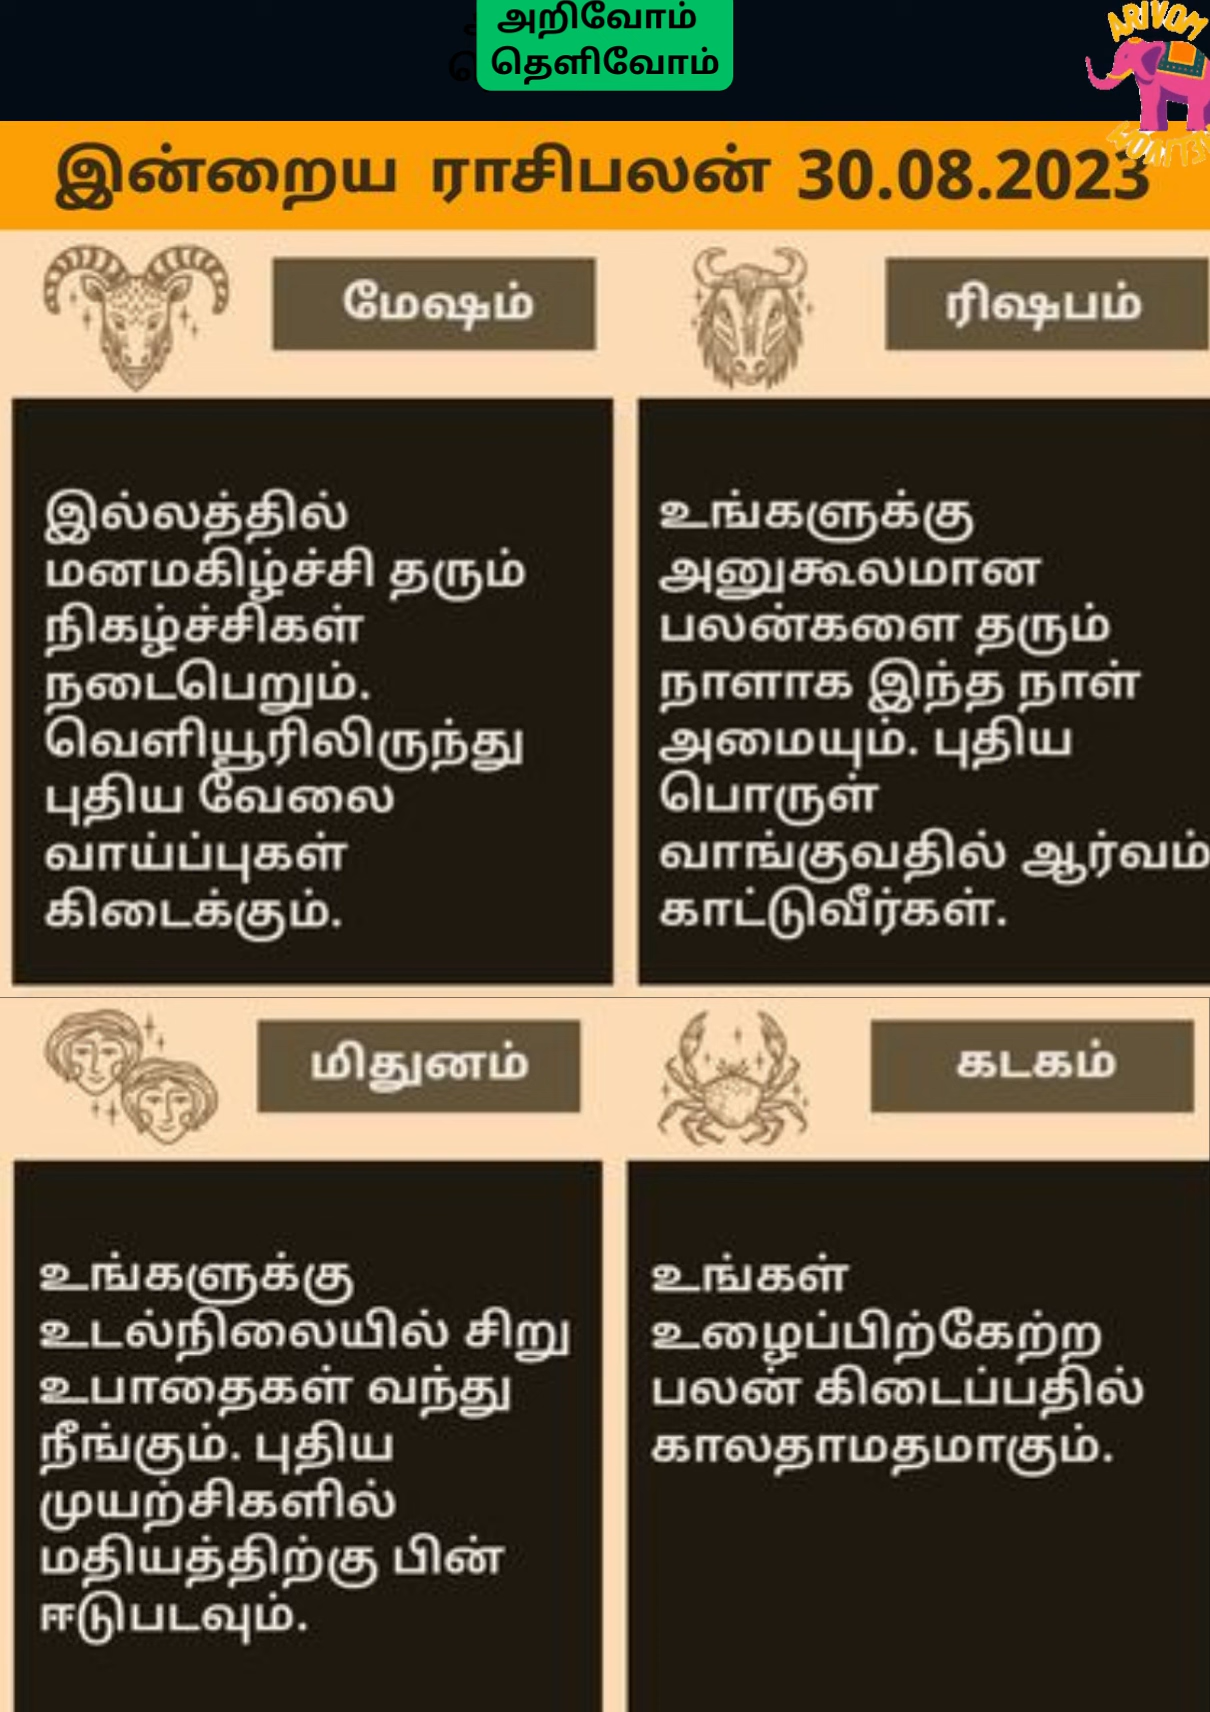 அறிவோம்
தெளிவோம்
ARIVOM
இன்றைய ராசிபலன் 30.08.2023
மேஷம்
ரிஷபம்
இல்லத்தில்
மனமகிழ்ச்சி தரும்
நிகழ்ச்சிகள்
நடைபெறும்.
வெளியூரிலிருந்து
புதிய வேலை
வாய்ப்புகள்
கிடைக்கும்.
உங்களுக்கு
அனுகூலமான
பலன்களை தரும்
நாளாக இந்த நாள்
அமையும். புதிய
பொருள்
வாங்குவதில் ஆர்வம்
காட்டுவீர்கள்.
மிதுனம்
கடகம்
உங்களுக்கு
உடல்நிலையில் சிறு
உபாதைகள் வந்து
நீங்கும். புதிய
முயற்சிகளில்
மதியத்திற்கு பின்
ஈடுபடவும்.
உங்கள்
உழைப்பிற்கேற்ற
பலன் கிடைப்பதில்
காலதாமதமாகும்.